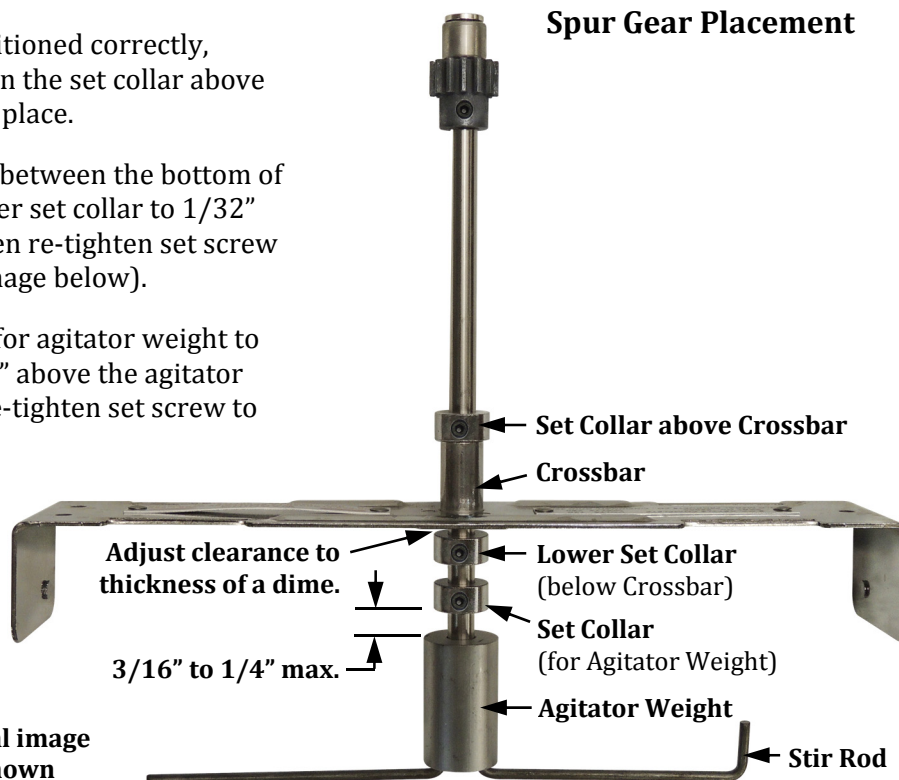 Spur Gear Placement
itioned correctly,
n the set collar above
place.
between the bottom of
er set collar to 1/32”
en re-tighten set screw
nage below).
for agitator weight to
” above the agitator
e-tighten set screw to
Set Collar above Crossbar
Crossbar
Adjust clearance to
thickness of a dime.
Lower Set Collar
(below Crossbar)
Set Collar
(for Agitator Weight)
3/16” to 1/4” max.
Agitator Weight
al image
nown
Stir Rod